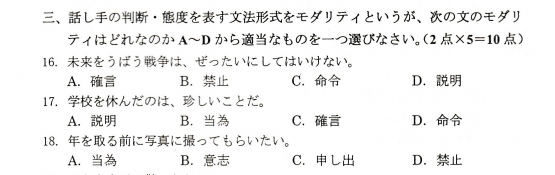 三、話し手の判断・態度を表す文法形式をモダリティというが、次の文のモダリ
ティはどれなのか A～D から適当なものを一つ選びなさい。(2 点×5=10 点)
16. 未来をうばう戦争は、ぜったいにしてはいけない。
A. 確言 B. 禁止 C. 命令 D. 説明
17. 学校を休んだのは、珍しいことだ。
A. 説明 B. 当為 C. 確言 D. 命令
18. 年を取る前に写真に撮ってもらいたい。
A. 当為 B. 意志 C. 申し出 D. 禁止